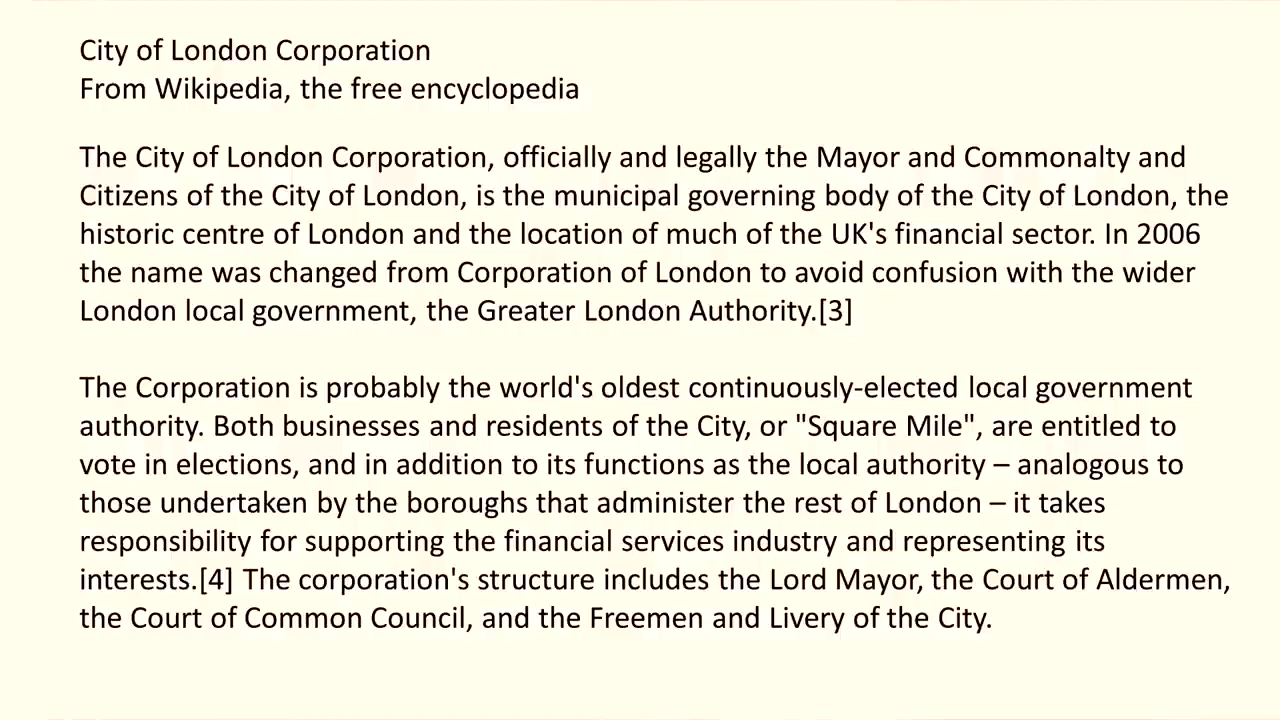 City of London Corporation
From Wikipedia, the free encyclopedia
The City of London Corporation, officially and legally the Mayor and Commonalty and
Citizens of the City of London, is the municipal governing body of the City of London, the
historic centre of London and the location of much of the UK's financial sector. In 2006
the name was changed from Corporation of London to avoid confusion with the wider
London local government, the Greater London Authority.[3]
The Corporation is probably the world's oldest continuously-elected local government
authority. Both businesses and residents of the City, or "Square Mile", are entitled to
vote in elections, and in addition to its functions as the local authority – analogous to
those undertaken by the boroughs that administer the rest of London – it takes
responsibility for supporting the financial services industry and representing its
interests.[4] The corporation's structure includes the Lord Mayor, the Court of Aldermen,
the Court of Common Council, and the Freemen and Livery of the City.